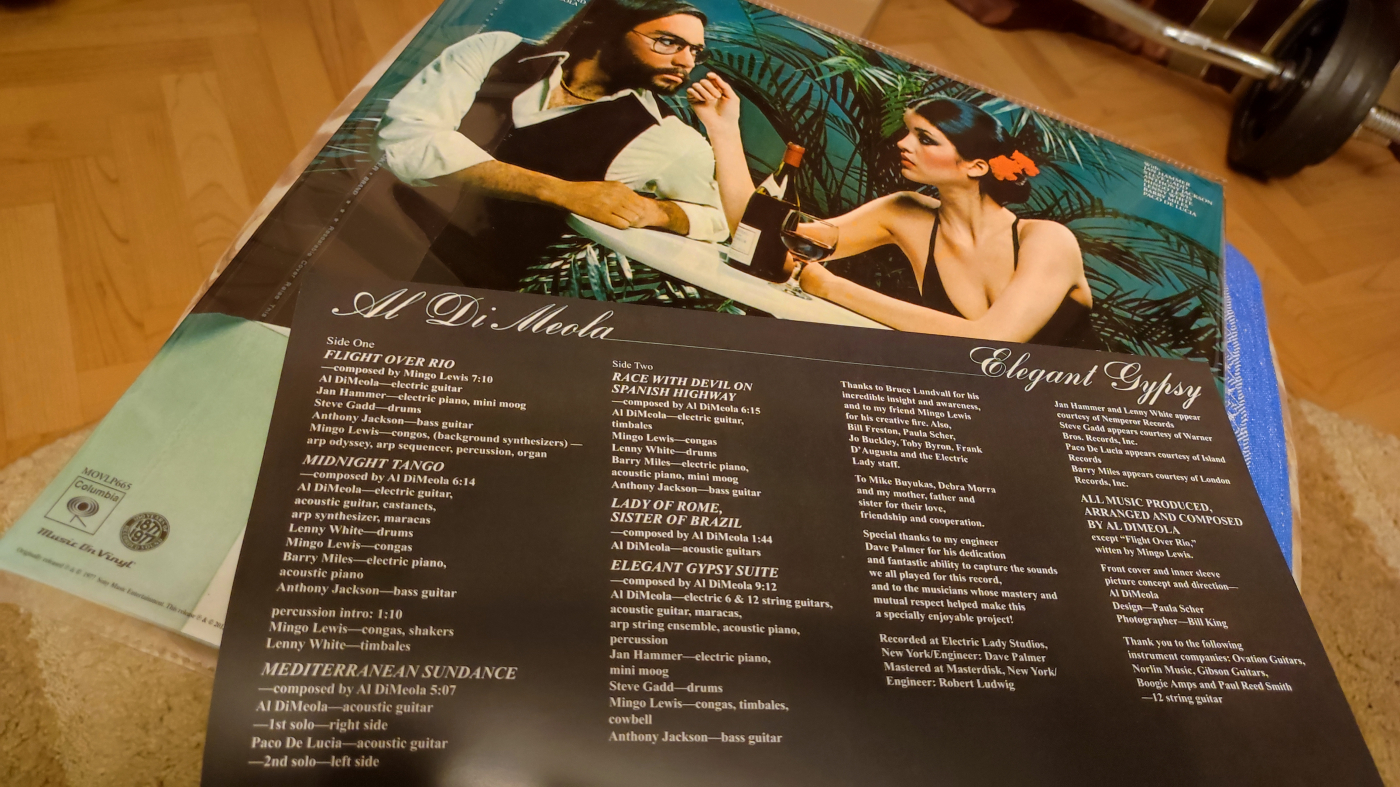 With
JAN HAMMER
ANTHONY JACKSON
PACO DE LUCIA
Al Di Meola
Elegant Gypsy
Side One
FLIGHT OVER RIO
—composed by Mingo Lewis 7:10
Al DiMeola—electric guitar
Jan Hammer—electric piano, mini moog
Steve Gadd—drums
Anthony Jackson—bass guitar
Mingo Lewis—congos, (background synthesizers) —
arp odyssey, arp sequencer, percussion, organ
MIDNIGHT TANGO
—composed by Al DiMeola 6:14
Al DiMeola—electric guitar,
acoustic guitar, castanets,
arp synthesizer, maracas
Lenny White—drums
Mingo Lewis—congas
Barry Miles—electric piano,
acoustic piano
Anthony Jackson—bass guitar
percussion intro: 1:10
Mingo Lewis—congas, shakers
Lenny White—timbales
MEDITERRANEAN SUNDANCE
—composed by Al DiMeola 5:07
Al DiMeola—acoustic guitar
—1st solo—right side
Paco De Lucia—acoustic guitar
—2nd solo—left side
Side Two
RACE WITH DEVIL ON
SPANISH HIGHWAY
—composed by Al DiMeola 6:15
Al DiMeola—electric guitar,
timbales
Mingo Lewis—congas
Lenny White—drums
Barry Miles—electric piano,
acoustic piano, mini moog
Anthony Jackson—bass guitar
LADY OF ROME,
SISTER OF BRAZIL
—composed by Al DiMeola 1:44
Al DiMeola—acoustic guitars
ELEGANT GYPSY SUITE
—composed by Al DiMeola 9:12
Al DiMeola—electric 6 & 12 string guitars,
acoustic guitar, maracas,
arp string ensemble, acoustic piano,
percussion
Jan Hammer—electric piano,
mini moog
Steve Gadd—drums
Mingo Lewis—congas, timbales,
cowbell
Anthony Jackson—bass guitar
Thanks to Bruce Lundvall for his
incredible insight and awareness,
and to my friend Mingo Lewis
for his creative fire. Also,
Bill Freston, Paula Scher,
Jo Buckley, Toby Byron, Frank
D'Augusta and the Electric
Lady staff.
To Mike Buyukas, Debra Morra
and my mother, father and
sister for their love,
friendship and cooperation.
Special thanks to my engineer
Dave Palmer for his dedication
and fantastic ability to capture the sounds
we all played for this record,
and to the musicians whose mastery and
mutual respect helped make this
a specially enjoyable project!
Recorded at Electric Lady Studios,
New York/Engineer: Dave Palmer
Mastered at Masterdisk, New York/
Engineer: Robert Ludwig
Jan Hammer and Lenny White appear
courtesy of Nemperor Records
Steve Gadd appears courtesy of Warner
Bros. Records, Inc.
Paco De Lucia appears courtesy of Island
Records
Barry Miles appears courtesy of London
Records, Inc.
ALL MUSIC PRODUCED,
ARRANGED AND COMPOSED
BY AL DIMEOLA
except "Flight Over Rio,"
written by Mingo Lewis.
Front cover and inner sleeve
picture concept and direction—
Al DiMeola
Design—Paula Scher
Photographer—Bill King
Thank you to the following
instrument companies: Ovation Guitars,
Norlin Music, Gibson Guitars,
Boogie Amps and Paul Reed Smith
—12 string guitar
MOVLP665
Columbia
1977
Music On Vinyl
Originally released ℗ & © 1977 Sony Music Entertainment. This release ℗ &